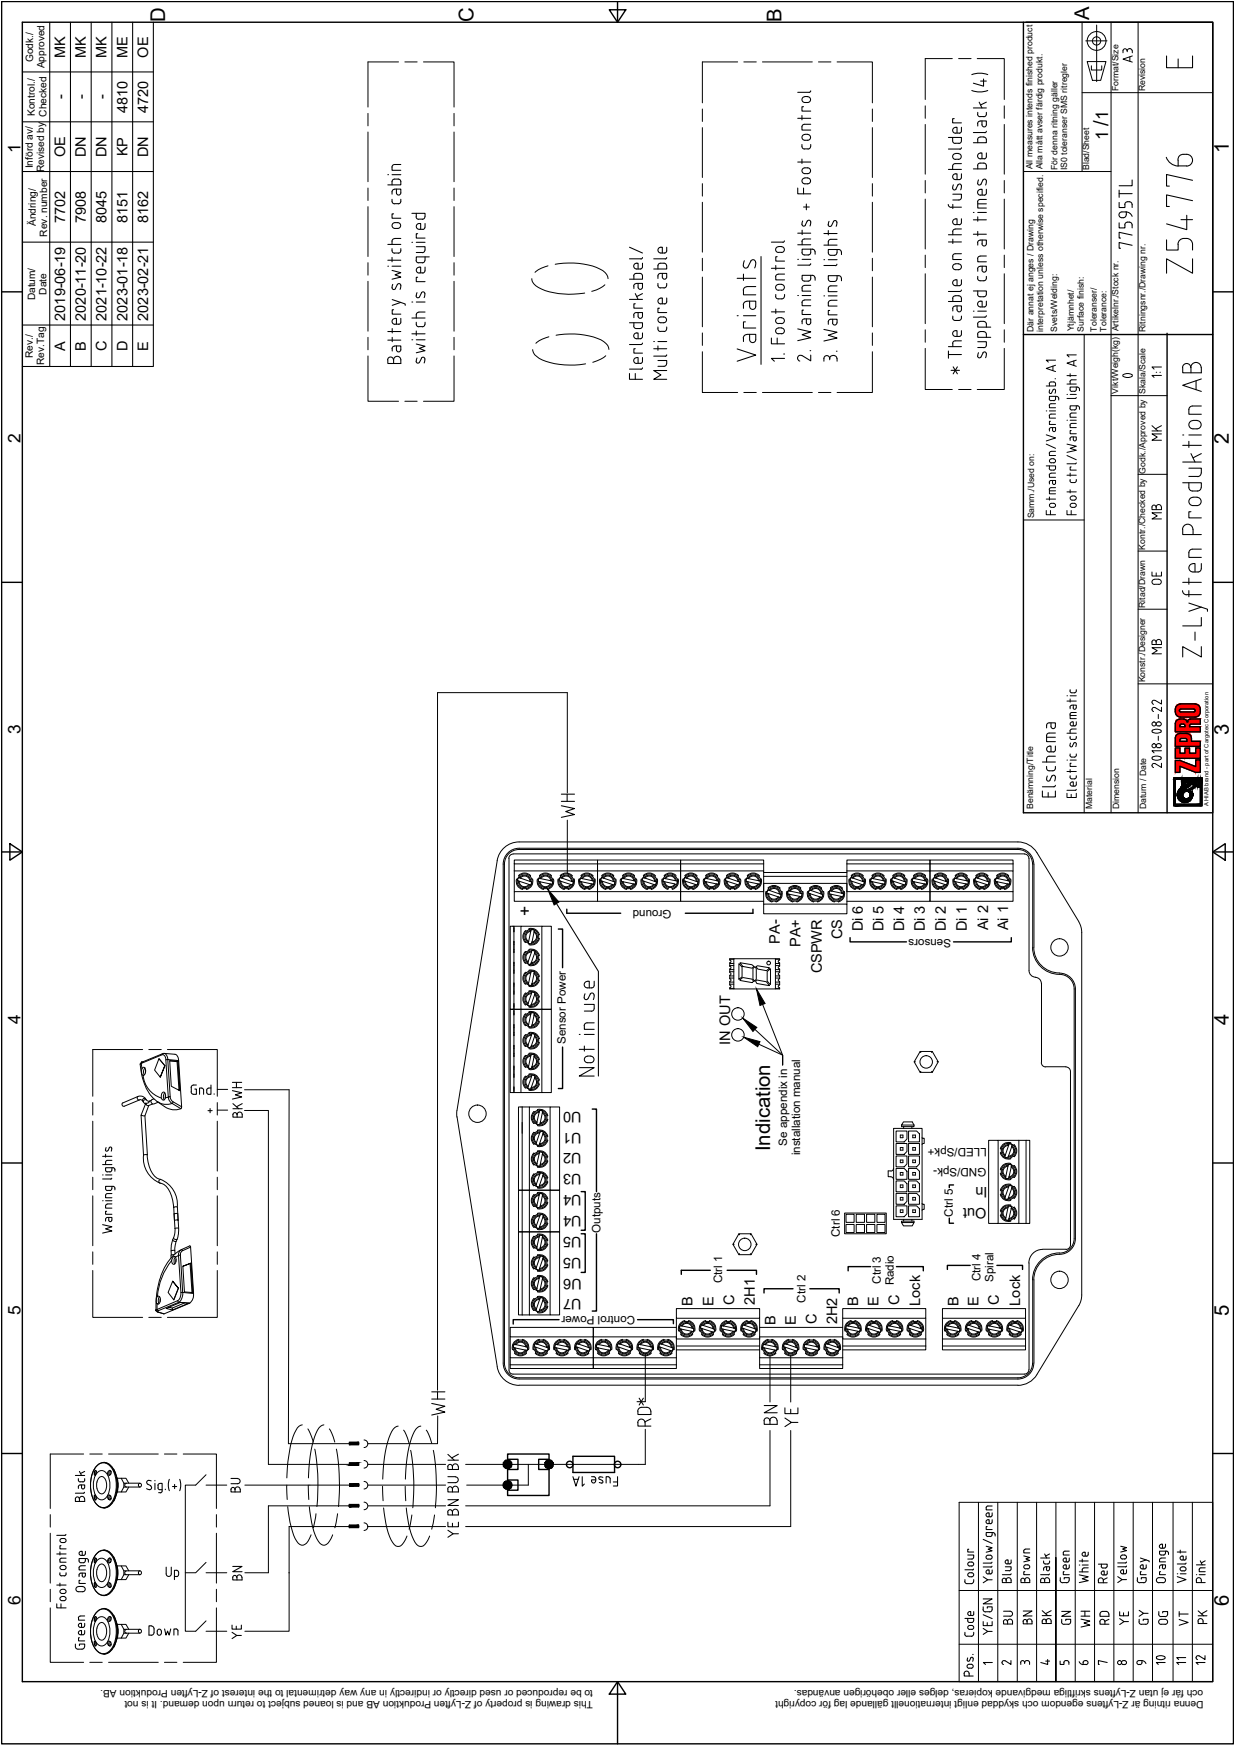 Rev./ Rev.Tag
Datum/ Date
Ändring/ Rev. number
Införd av/ Revised by
Kontrol./ Checked
Godk./ Approved
A 2019-06-19 7702 OE - MK
B 2020-11-20 7908 DN - MK
C 2021-10-22 8045 DN - MK
D 2023-01-18 8151 KP 4810 ME
E 2023-02-21 8162 DN 4720 OE
6 5 4 3 2 1
D
C
B
A
Foot control
Green Orange Black
Down Up Sig.(+)
YE BN BU
Warning lights
+ Gnd.
BK WH
YE BN BU BK WH
Fuse 1A
RD*
BN
YE
WH
Battery switch or cabin
switch is required
Flerledarkabel/
Multi core cable
Variants
1. Foot control
2. Warning lights + Foot control
3. Warning lights
* The cable on the fuseholder
supplied can at times be black (4)
Control Power
U7 U6 U5 U5 U4 U4 U3 U2 U1 U0
Outputs
Sensor Power
+
Not in use
Ground
PA-
PA+
CSPWR
CS
Di 6
Di 5
Di 4
Di 3
Di 2
Di 1
Ai 2
Ai 1
Sensors
B
E
C
2H1
Ctrl 1
B
E
C
2H2
Ctrl 2
B
E
C
Lock
Ctrl 3
Radio
B
E
C
Lock
Ctrl 4
Spiral
Ctrl 6
Ctrl 5
Out
In
GND/Spk-
LLED/Spk+
IN OUT
Indication
Se appendix in
installation manual
Pos. Code Colour
1 YE/GN Yellow/green
2 BU Blue
3 BN Brown
4 BK Black
5 GN Green
6 WH White
7 RD Red
8 YE Yellow
9 GY Grey
10 OG Orange
11 VT Violet
12 PK Pink
Benämning/Title
Elschema
Electric schematic
Samm./Used on:
Fotmandon/Varningsb. A1
Foot ctrl/Warning light A1
Där annat ej anges / Drawing
interpretation unless otherwise specified.
Svets/Welding:
Ytjämnhet/
Surface finish:
Toleranser/
Tolerance:
All measures intends finished product
Alla mått avser färdig produkt.
För denna ritning gäller
ISO toleranser SMS ritregler
Blad/Sheet
1/1
Material
Dimension
Vikt/Weigh(kg)
0
Artikelnr./Stock nr.
77595TL
Format/Size
A3
Datum / Date
2018-08-22
Konstr./Designer
MB
Ritad/Drawn
OE
Kontr./Checked by
MB
Godk./Approved by
MK
Skala/Scale
1:1
Ritningsnr./Drawing nr.
Z54776
Revision
E
ZEPRO
A HIAB brand - part of Cargotec Corporation
Z-Lyften Produktion AB
6 5 4 3 2 1
This drawing is property of Z-Lyften Produktion AB and is loaned subject to return upon demand. It is not
to be reproduced or used directly or indirectly in any way detrimental to the interest of Z-Lyften Produktion AB.
Denna ritning är Z-Lyftens egendom och skyddad enligt internationellt gällande lag för copyright
och får ej utan Z-Lyftens skriftliga medgivande kopieras, delges eller obehörigen användas.